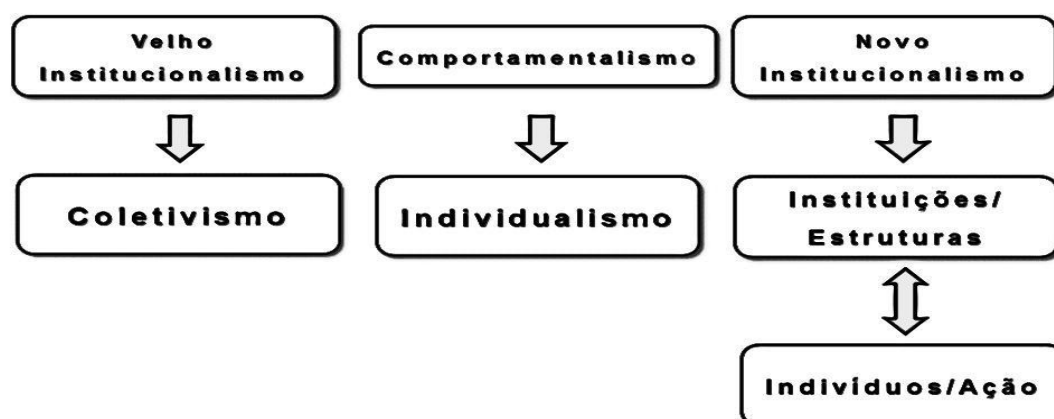 Velho
Institucionalismo
Comportamentalismo
Novo
Institucionalismo
Coletivismo
Individualismo
Instituições/
Estruturas
Indivíduos/Ação